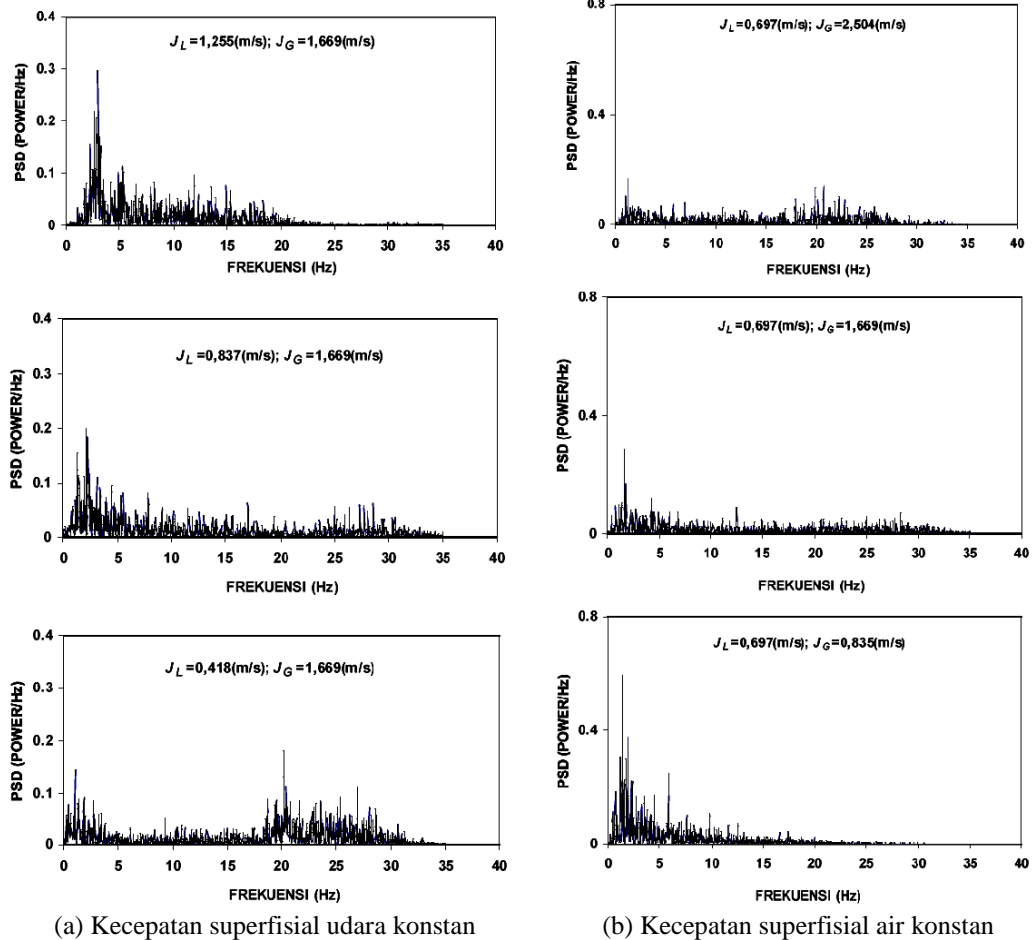 0.4
J_L=1,255(m/s); J_G=1,669(m/s)
0.3
0.2
0.1
0
PSD (POWER/Hz)
0 5 10 15 20 25 30 35 40
FREKUENSI (Hz)
0.4
J_L=0,837(m/s); J_G=1,669(m/s)
0.3
0.2
0.1
0
PSD (POWER/Hz)
0 5 10 15 20 25 30 35 40
FREKUENSI (Hz)
0.4
J_L=0,418(m/s); J_G=1,669(m/s)
0.3
0.2
0.1
0
PSD (POWER/Hz)
0 5 10 15 20 25 30 35 40
FREKUENSI (Hz)
(a) Kecepatan superfisial udara konstan
0.8
J_L=0,697(m/s); J_G=2,504(m/s)
0.4
0
PSD (POWER/Hz)
0 5 10 15 20 25 30 35 40
FREKUENSI (Hz)
0.8
J_L=0,697(m/s); J_G=1,669(m/s)
0.4
0
PSD (POWER/Hz)
0 5 10 15 20 25 30 35 40
FREKUENSI (Hz)
0.8
J_L=0,697(m/s); J_G=0,835(m/s)
0.4
0
PSD (POWER/Hz)
0 5 10 15 20 25 30 35 40
FREKUENSI (Hz)
(b) Kecepatan superfisial air konstan